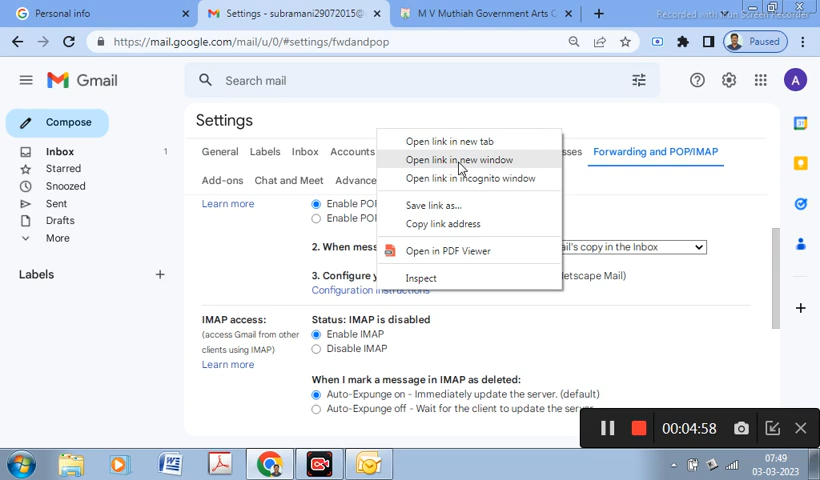 Personal info
Settings - subramani29072015@
M V Muthiah Government Arts C
https://mail.google.com/mail/u/0/#settings/fwdandpop
Paused
Gmail
Search mail
A
Compose
Inbox 1
Starred
Snoozed
Sent
Drafts
More
Labels
Settings
General Labels Inbox Accounts
Forwarding and POP/IMAP
Add-ons Chat and Meet Advance
Learn more
Enable POP
Enable POP
2. When mess
ail's copy in the Inbox
3. Configure y
letscape Mail)
Configuration instructions
IMAP access:
(access Gmail from other
clients using IMAP)
Learn more
Status: IMAP is disabled
Enable IMAP
Disable IMAP
When I mark a message in IMAP as deleted:
Auto-Expunge on - Immediately update the server. (default)
Auto-Expunge off - Wait for the client to update the server.
Open link in new tab
Open link in new window
Open link in incognito window
Save link as...
Copy link address
Open in PDF Viewer
Inspect
00:04:58
07:49
03-03-2023